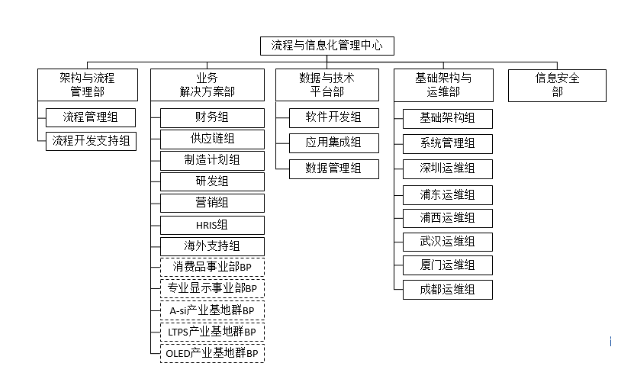 流程与信息化管理中心
架构与流程
管理部
流程管理组
流程开发支持组
业务
解决方案部
财务组
供应链组
制造计划组
研发组
营销组
HRIS组
海外支持组
消费品事业部BP
专业显示事业部BP
A-si产业基地群BP
LTPS产业基地群BP
OLED产业基地群BP
数据与技术
平台部
软件开发组
应用集成组
数据管理组
基础架构与
运维部
基础架构组
系统管理组
深圳运维组
浦东运维组
浦西运维组
武汉运维组
厦门运维组
成都运维组
信息安全
部